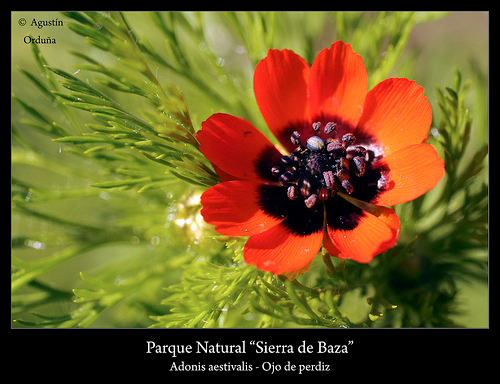 © Agustín
Orduña
Parque Natural “Sierra de Baza”
Adonis aestivalis - Ojo de perdiz